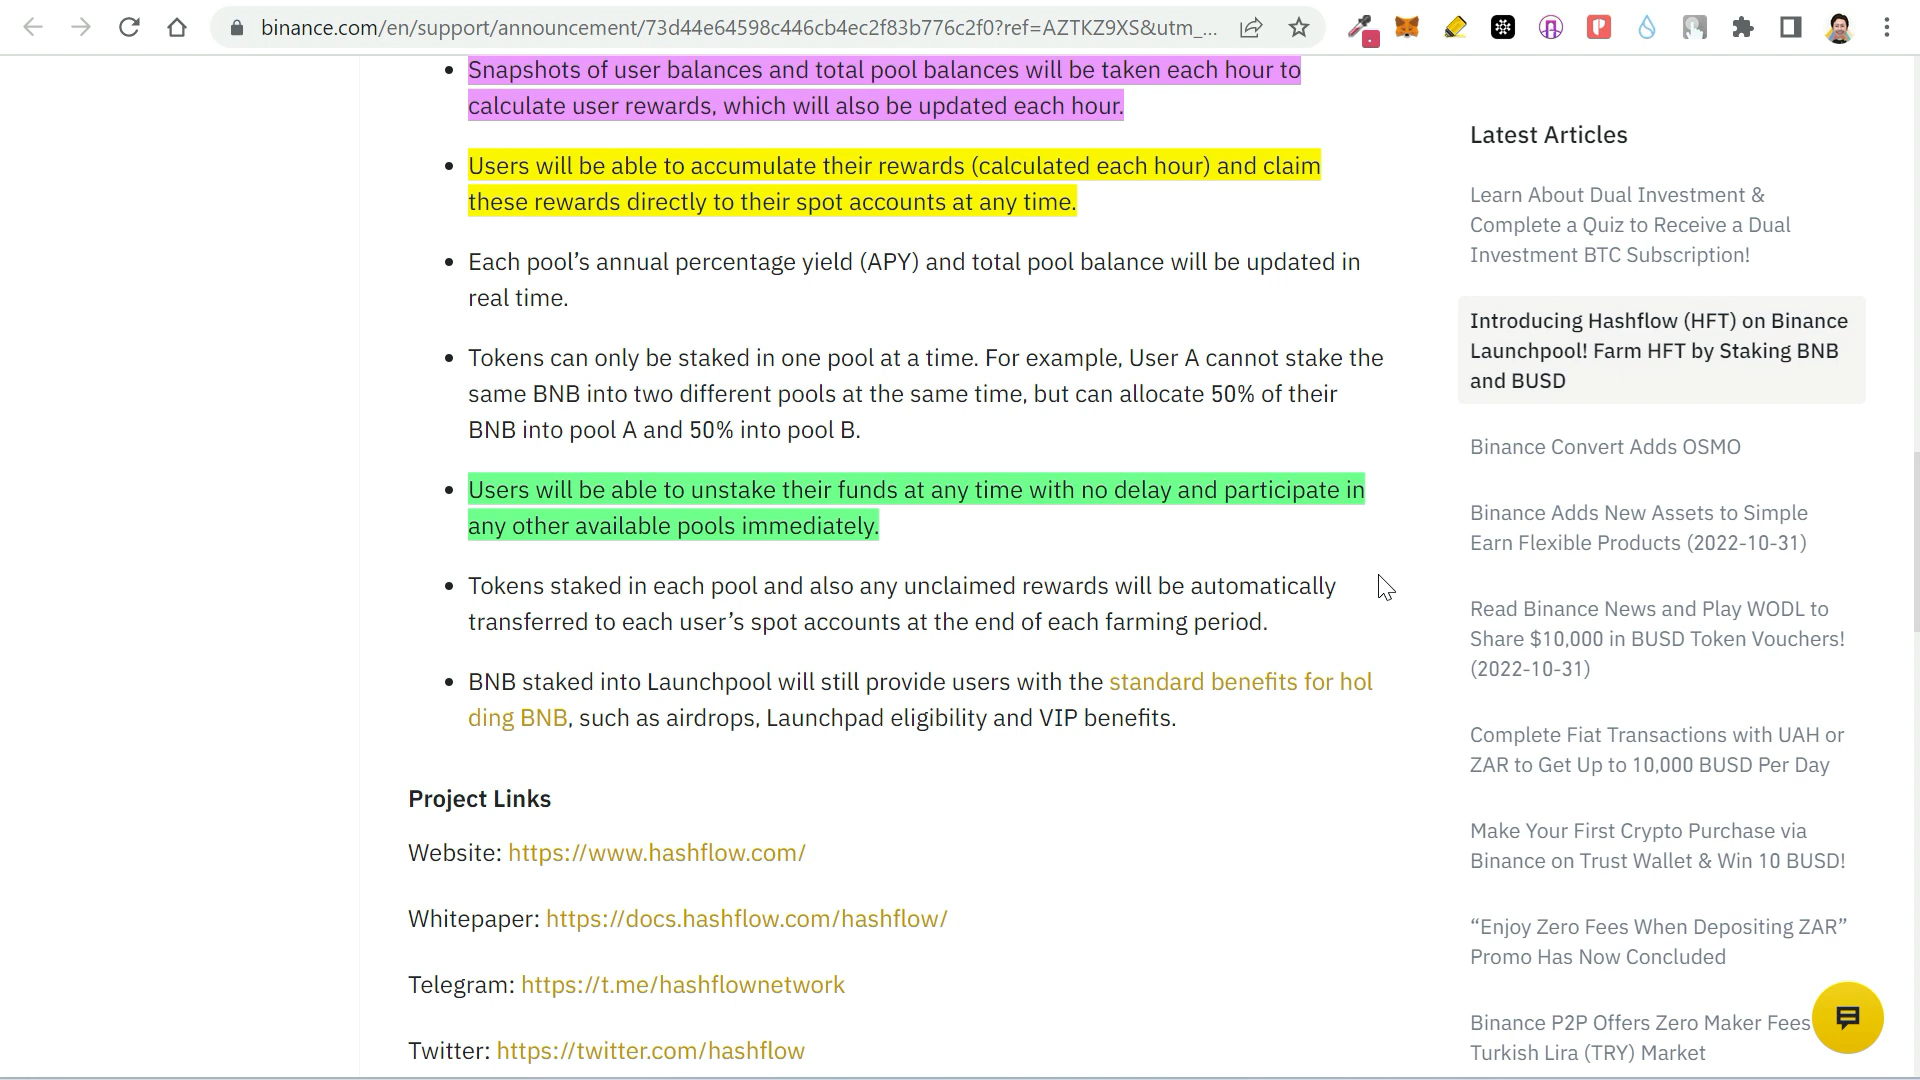 binance.com/en/support/announcement/73d44e64598c446cb4ec2f83b776c2f0?ref=AZTKZ9XS&utm_...
Snapshots of user balances and total pool balances will be taken each hour to
calculate user rewards, which will also be updated each hour.
Users will be able to accumulate their rewards (calculated each hour) and claim
these rewards directly to their spot accounts at any time.
Each pool’s annual percentage yield (APY) and total pool balance will be updated in
real time.
Tokens can only be staked in one pool at a time. For example, User A cannot stake the
same BNB into two different pools at the same time, but can allocate 50% of their
BNB into pool A and 50% into pool B.
Users will be able to unstake their funds at any time with no delay and participate in
any other available pools immediately.
Tokens staked in each pool and also any unclaimed rewards will be automatically
transferred to each user’s spot accounts at the end of each farming period.
BNB staked into Launchpool will still provide users with the standard benefits for hol
ding BNB, such as airdrops, Launchpad eligibility and VIP benefits.
Project Links
Website: https://www.hashflow.com/
Whitepaper: https://docs.hashflow.com/hashflow/
Telegram: https://t.me/hashflownetwork
Twitter: https://twitter.com/hashflow
Latest Articles
Learn About Dual Investment &
Complete a Quiz to Receive a Dual
Investment BTC Subscription!
Introducing Hashflow (HFT) on Binance
Launchpool! Farm HFT by Staking BNB
and BUSD
Binance Convert Adds OSMO
Binance Adds New Assets to Simple
Earn Flexible Products (2022-10-31)
Read Binance News and Play WODL to
Share $10,000 in BUSD Token Vouchers!
(2022-10-31)
Complete Fiat Transactions with UAH or
ZAR to Get Up to 10,000 BUSD Per Day
Make Your First Crypto Purchase via
Binance on Trust Wallet & Win 10 BUSD!
“Enjoy Zero Fees When Depositing ZAR”
Promo Has Now Concluded
Binance P2P Offers Zero Maker Fees
Turkish Lira (TRY) Market